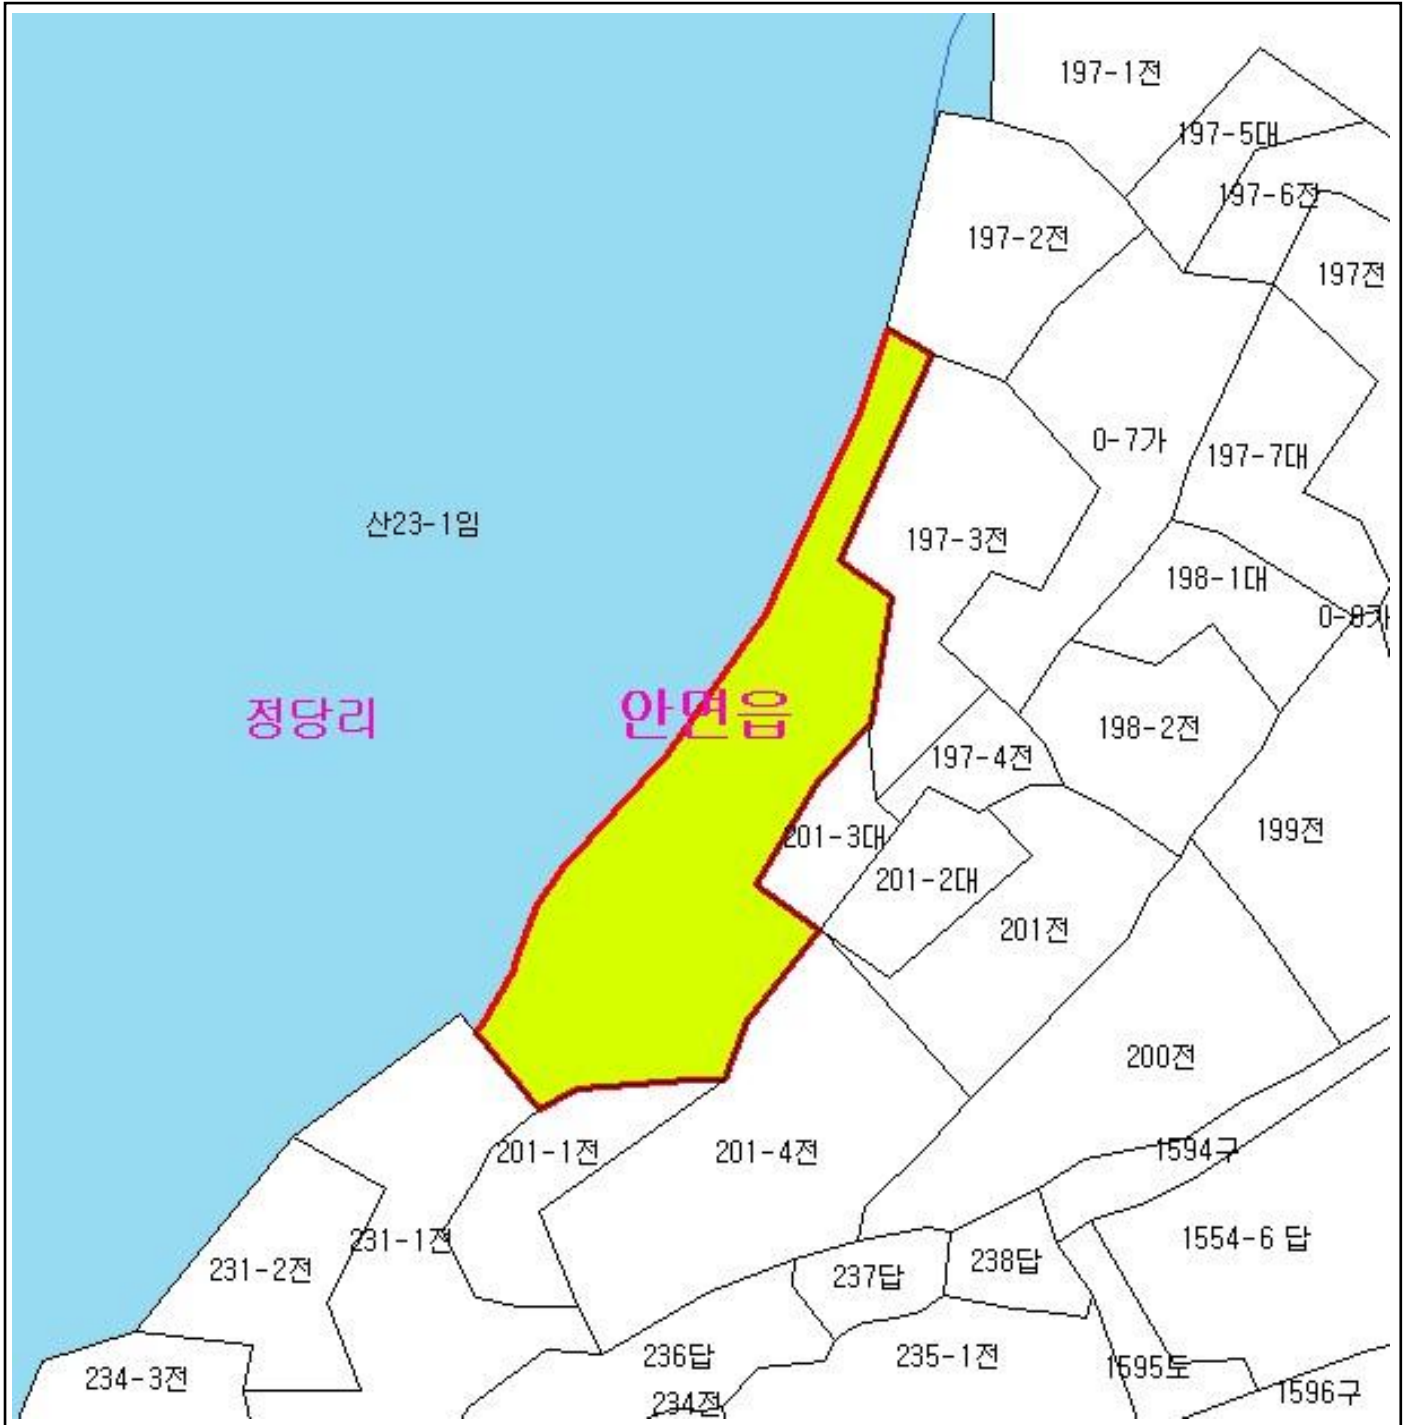 197-1전
197-5대
197-6전
197-2전
197전
0-7가
197-7대
산23-1임
197-3전
198-1대
정당리
안면읍
198-2전
197-4전
201-3대
199전
201-2대
201전
200전
201-1전
201-4전
1594구
231-1전
1554-6 답
231-2전
238답
237답
236답
235-1전
1595도
234-3전
1596구
234전